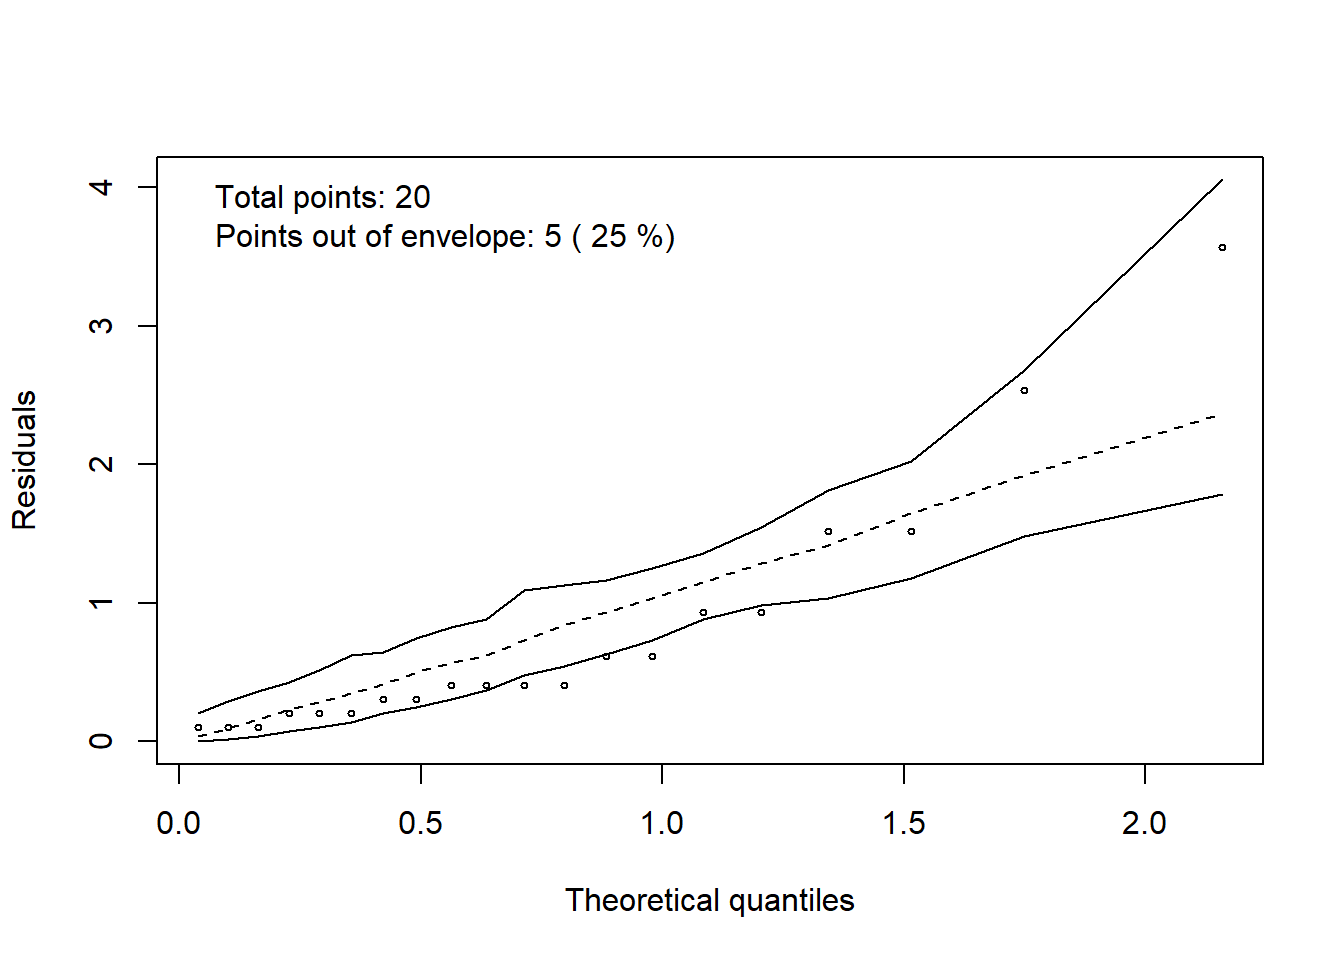 Total points: 20
Points out of envelope: 5 ( 25 %)
4
3
2
1
0
Residuals
0.0 0.5 1.0 1.5 2.0
Theoretical quantiles